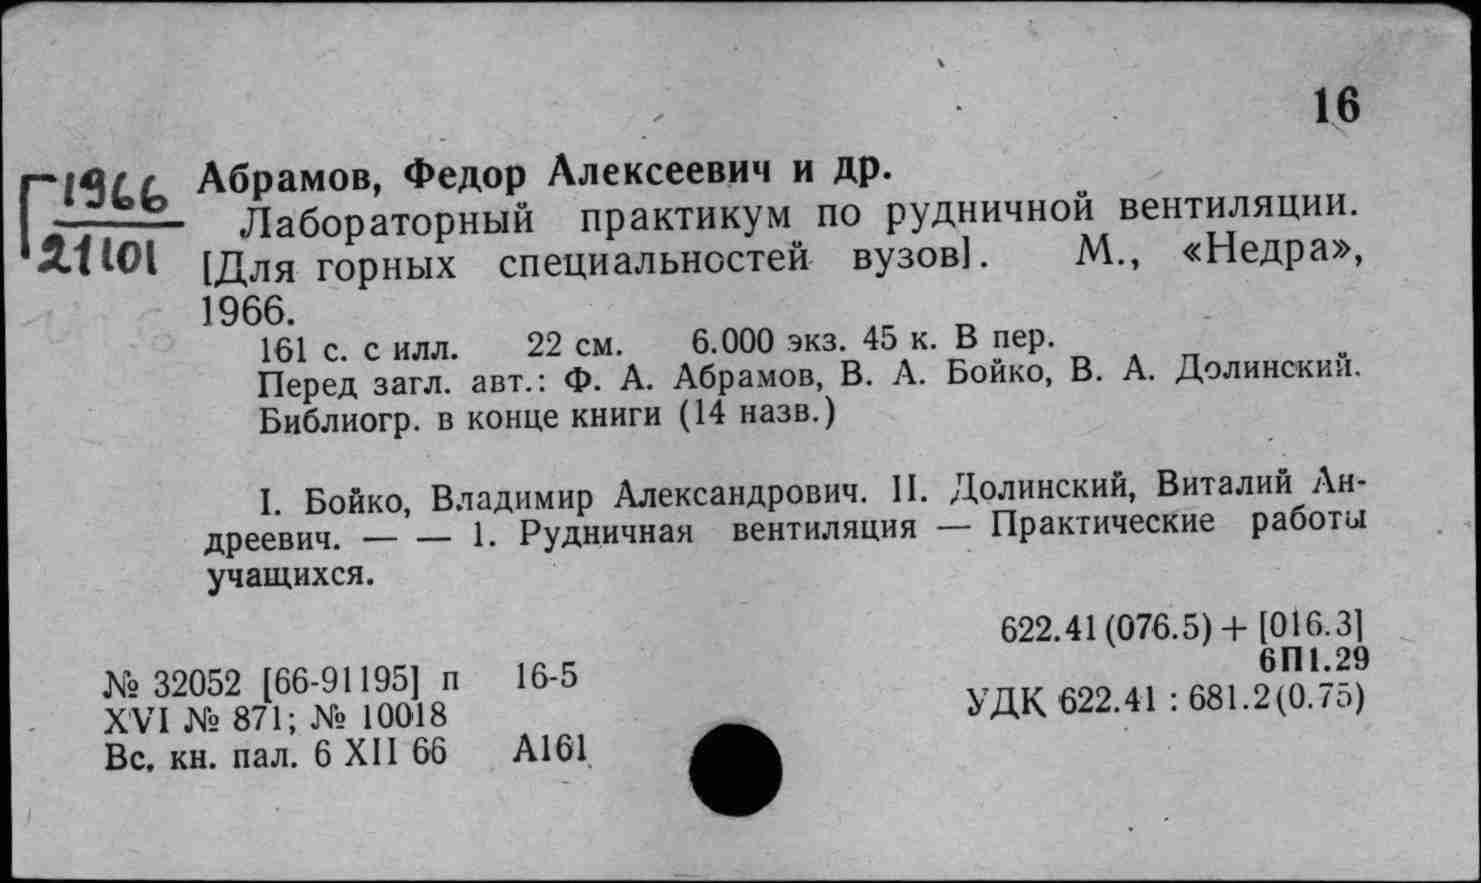 16
Г1966
21101
Абрамов, Федор Алексеевич и др.
Лабораторный практикум по рудничной вентиляции.
[Для горных специальностей вузов]. М., «Недра»,
1966.
161 с. с илл. 22 см. 6.000 экз. 45 к. В пер.
Перед загл. авт.: Ф. А. Абрамов, В. А. Бойко, В. А. Долинский.
Библиогр. в конце книги (14 назв.)
I. Бойко, Владимир Александрович. II. Долинский, Виталий Ан-
дреевич. — — 1. Рудничная вентиляция — Практические работы
учащихся.
622.41(076.5) + [016.3]
6П1.29
УДК 622.41 : 681.2(0.75)
№ 32052 [66-91195] п 16-5
XVI № 871; № 10018
Вс. кн. пал. 6 XII 66 А161